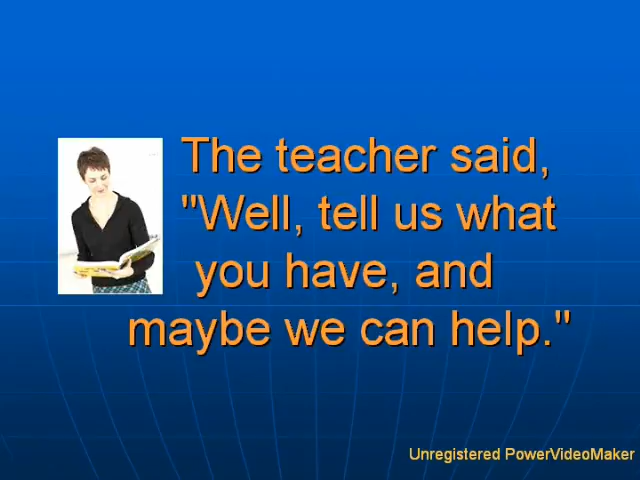 The teacher said,
"Well, tell us what
you have, and
maybe we can help."
Unregistered PowerVideoMaker